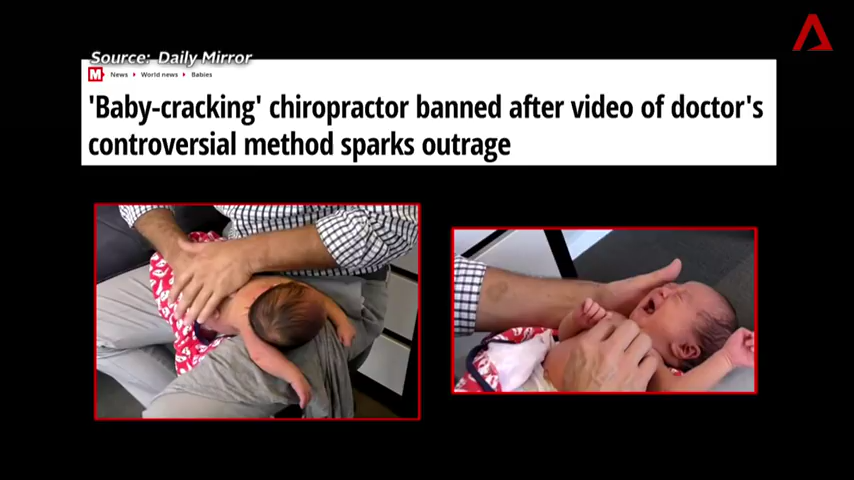 Source: Daily Mirror
M News World news Babies
'Baby-cracking' chiropractor banned after video of doctor's
controversial method sparks outrage